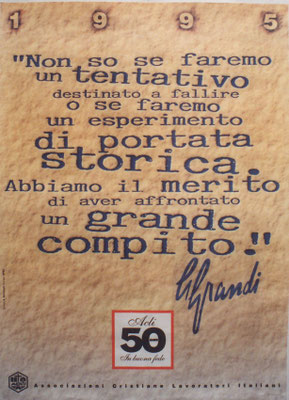 1 9 9 5
"Non so se faremo
un tentativo
destinato a fallire
o se faremo
un esperimento
di portata
storica.
Abbiamo il merito
di aver affrontato
un grande
compito."
Grandi
Acli
50
In buona fede
Associazioni Cristiane Lavoratori Italiani